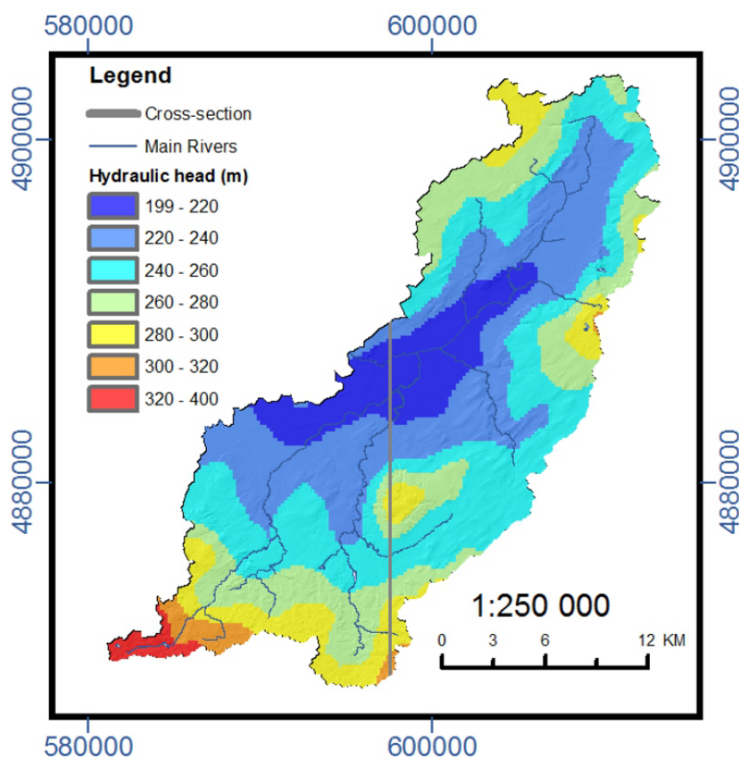 580000 600000
Legend
Cross-section
Main Rivers
Hydraulic head (m)
199 - 220
220 - 240
240 - 260
260 - 280
280 - 300
300 - 320
320 - 400
4900000
4900000
4880000
4880000
1:250 000
0 3 6 12 KM
580000 600000